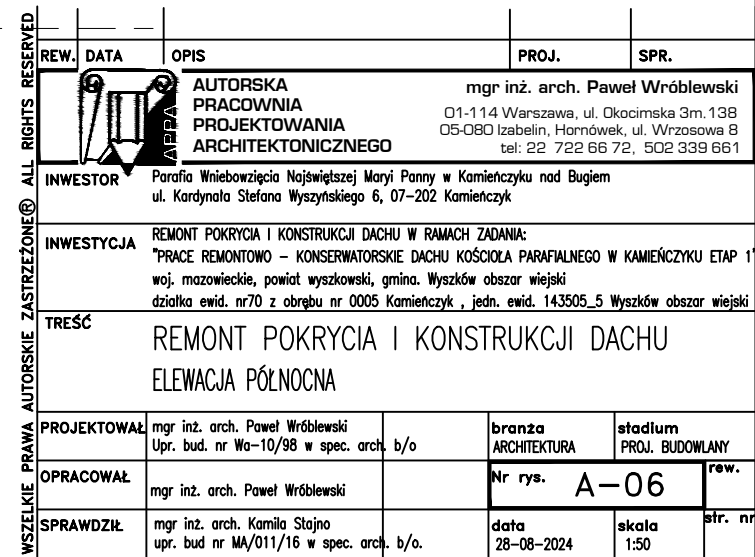 REW. DATA OPIS PROJ. SPR.
APPA
AUTORSKA
PRACOWNIA
PROJEKTOWANIA
ARCHITEKTONICZNEGO
mgr inż. arch. Paweł Wróblewski
01-114 Warszawa, ul. Okocimska 3m.138
05-080 Izabelin, Hornówek, ul. Wrzosowa 8
tel: 22 722 66 72, 502 339 661
INWESTOR
Parafia Wniebowzięcia Najświętszej Maryi Panny w Kamieńczyku nad Bugiem
ul. Kardynała Stefana Wyszyńskiego 6, 07-202 Kamieńczyk
INWESTYCJA
REMONT POKRYCIA I KONSTRUKCJI DACHU W RAMACH ZADANIA:
"PRACE REMONTOWO - KONSERWATORSKIE DACHU KOŚCIOŁA PARAFIALNEGO W KAMIEŃCZYKU ETAP 1"
woj. mazowieckie, powiat wyszkowski, gmina. Wyszków obszar wiejski
działka ewid. nr70 z obrębu nr 0005 Kamieńczyk , jedn. ewid. 143505_5 Wyszków obszar wiejski
TREŚĆ
REMONT POKRYCIA I KONSTRUKCJI DACHU
ELEWACJA PÓŁNOCNA
PROJEKTOWAŁ
mgr inż. arch. Paweł Wróblewski
Upr. bud. nr Wa-10/98 w spec. arch. b/o
branża
ARCHITEKTURA
stadium
PROJ. BUDOWLANY
OPRACOWAŁ
mgr inż. arch. Paweł Wróblewski
Nr rys. A-06
rew.
SPRAWDZIŁ
mgr inż. arch. Kamila Stajno
upr. bud nr MA/011/16 w spec. arch. b/o.
data
28-08-2024
skala
1:50
str. nr
WSZELKIE PRAWA AUTORSKIE ZASTRZEŻONE® ALL RIGHTS RESERVED